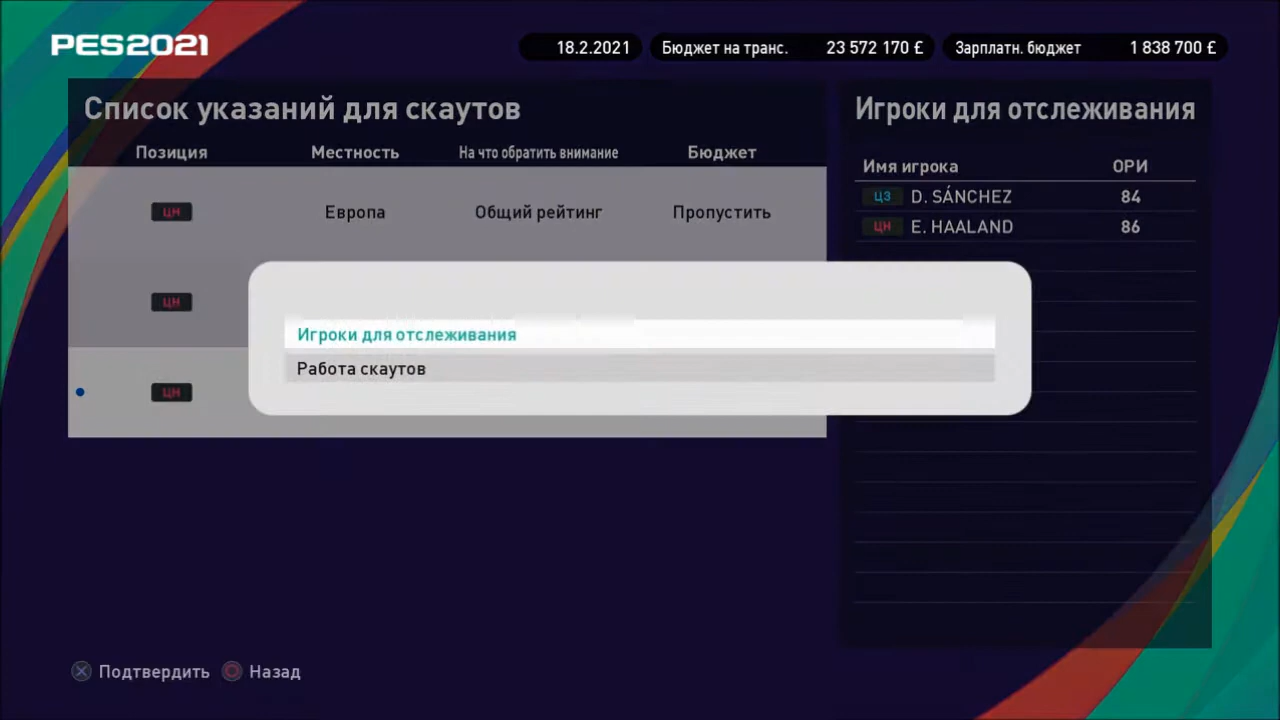 PES2021
18.2.2021 Бюджет на транс. 23 572 170 £ Зарплатн. бюджет 1 838 700 £
Список указаний для скаутов
Позиция На что обратить внимание Местность Бюджет
ЦН Европа Общий рейтинг Пропустить
ЦН
ЦН
Игроки для отслеживания
Работа скаутов
Игроки для отслеживания
Имя игрока ОРИ
ЦЗ D. SÁNCHEZ 84
ЦН E. HAALAND 86
Подтвердить Назад